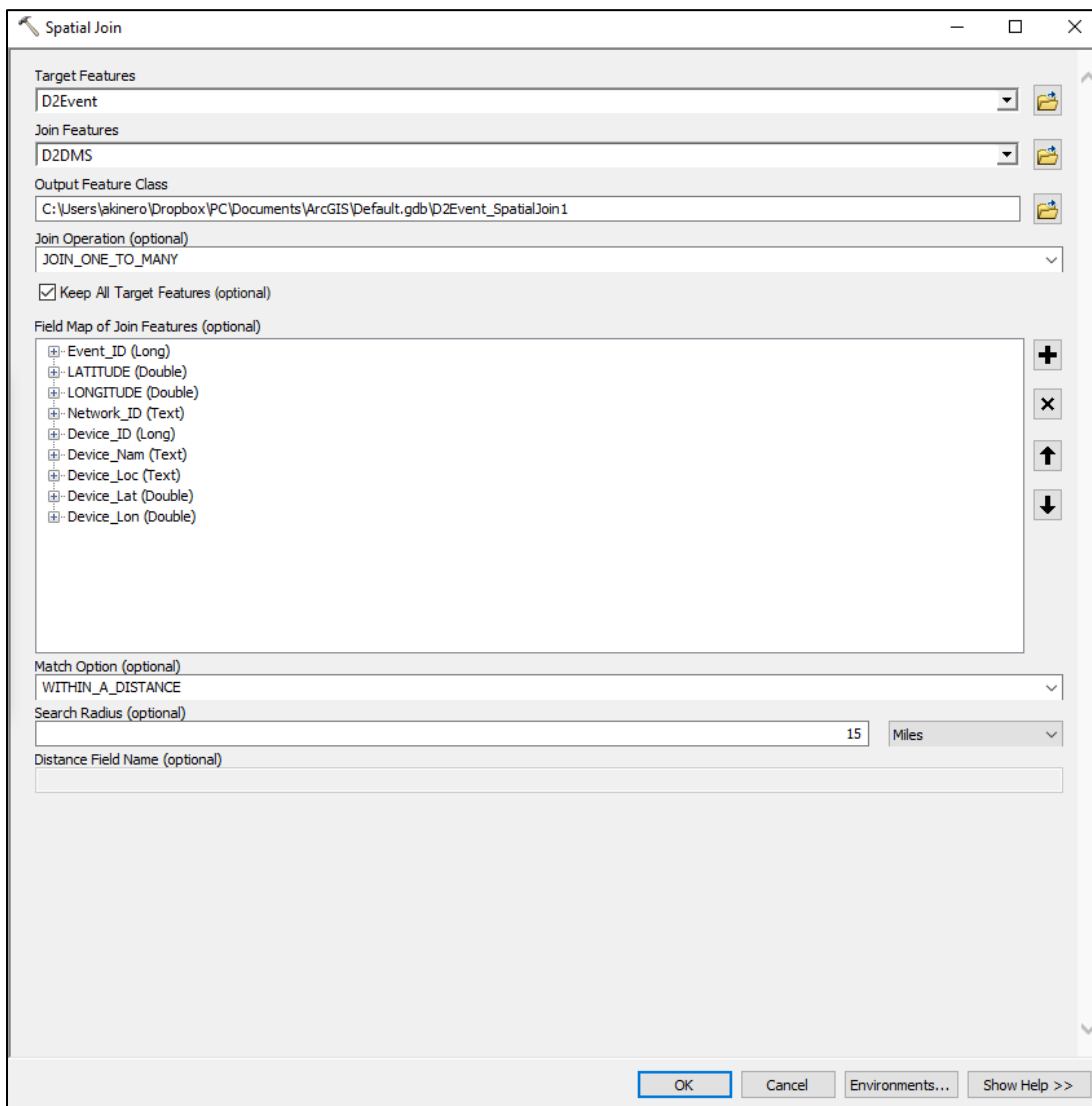 Spatial Join
Target Features
D2Event
Join Features
D2DMS
Output Feature Class
C:\Users\akinero\Dropbox\PC\Documents\ArcGIS\Default.gdb\D2Event_SpatialJoin1
Join Operation (optional)
JOIN_ONE_TO_MANY
Keep All Target Features (optional)
Field Map of Join Features (optional)
Event_ID (Long)
LATITUDE (Double)
LONGITUDE (Double)
Network_ID (Text)
Device_ID (Long)
Device_Nam (Text)
Device_Loc (Text)
Device_Lat (Double)
Device_Lon (Double)
Match Option (optional)
WITHIN_A_DISTANCE
Search Radius (optional)
15 Miles
Distance Field Name (optional)
OK Cancel Environments... Show Help >>